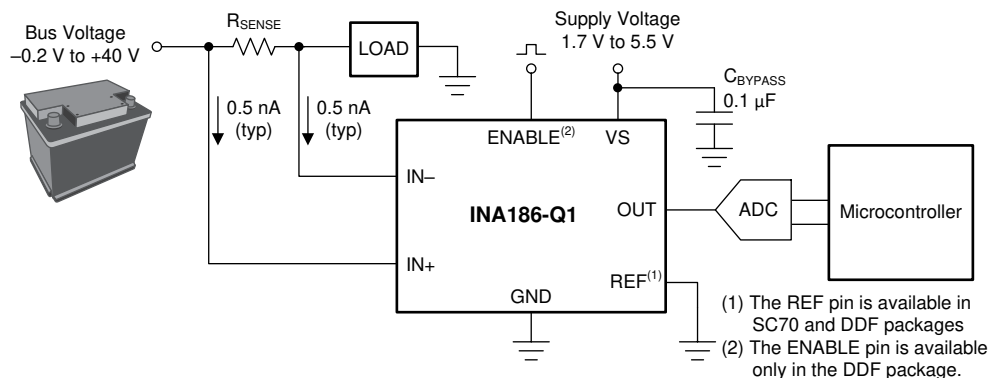 Bus Voltage
–0.2 V to +40 V
RSENSE
LOAD
Supply Voltage
1.7 V to 5.5 V
CBYPASS
0.1 µF
0.5 nA
(typ)
0.5 nA
(typ)
ENABLE(2)
VS
IN–
INA186-Q1
OUT
ADC
Microcontroller
IN+
REF(1)
GND
(1) The REF pin is available in
SC70 and DDF packages
(2) The ENABLE pin is available
only in the DDF package.